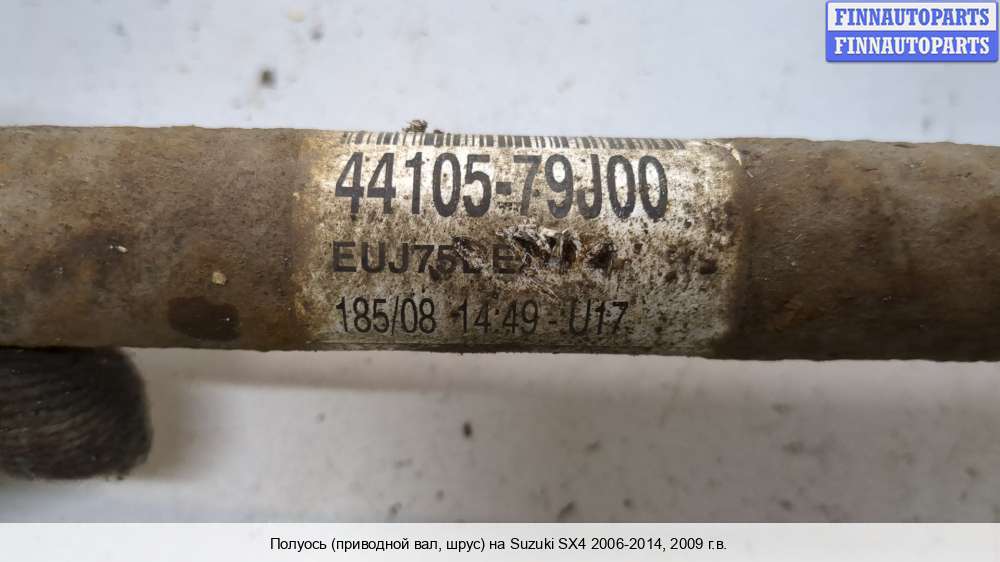 FINNAUTOPARTS
FINNAUTOPARTS
44105-79J00
185/08 14:49 - U17
Полуось (приводной вал, шрус) на Suzuki SX4 2006-2014, 2009 г.в.